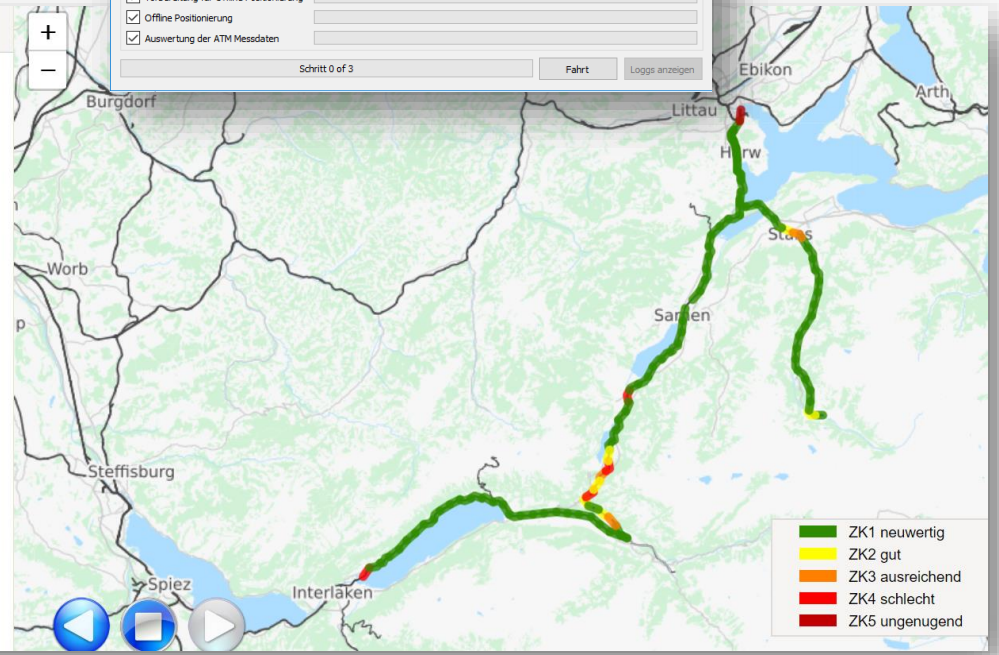 Offline Positionierung
Auswertung der ATM Messdaten
Schritt 0 of 3
Fahrt
Loggs anzeigen
+
−
Ebikon
Arth
Burgdorf
Littau
Horw
Stans
Worb
p
Sarnen
Steffisburg
Spiez
Interlaken
ZK1 neuwertig
ZK2 gut
ZK3 ausreichend
ZK4 schlecht
ZK5 ungenugend